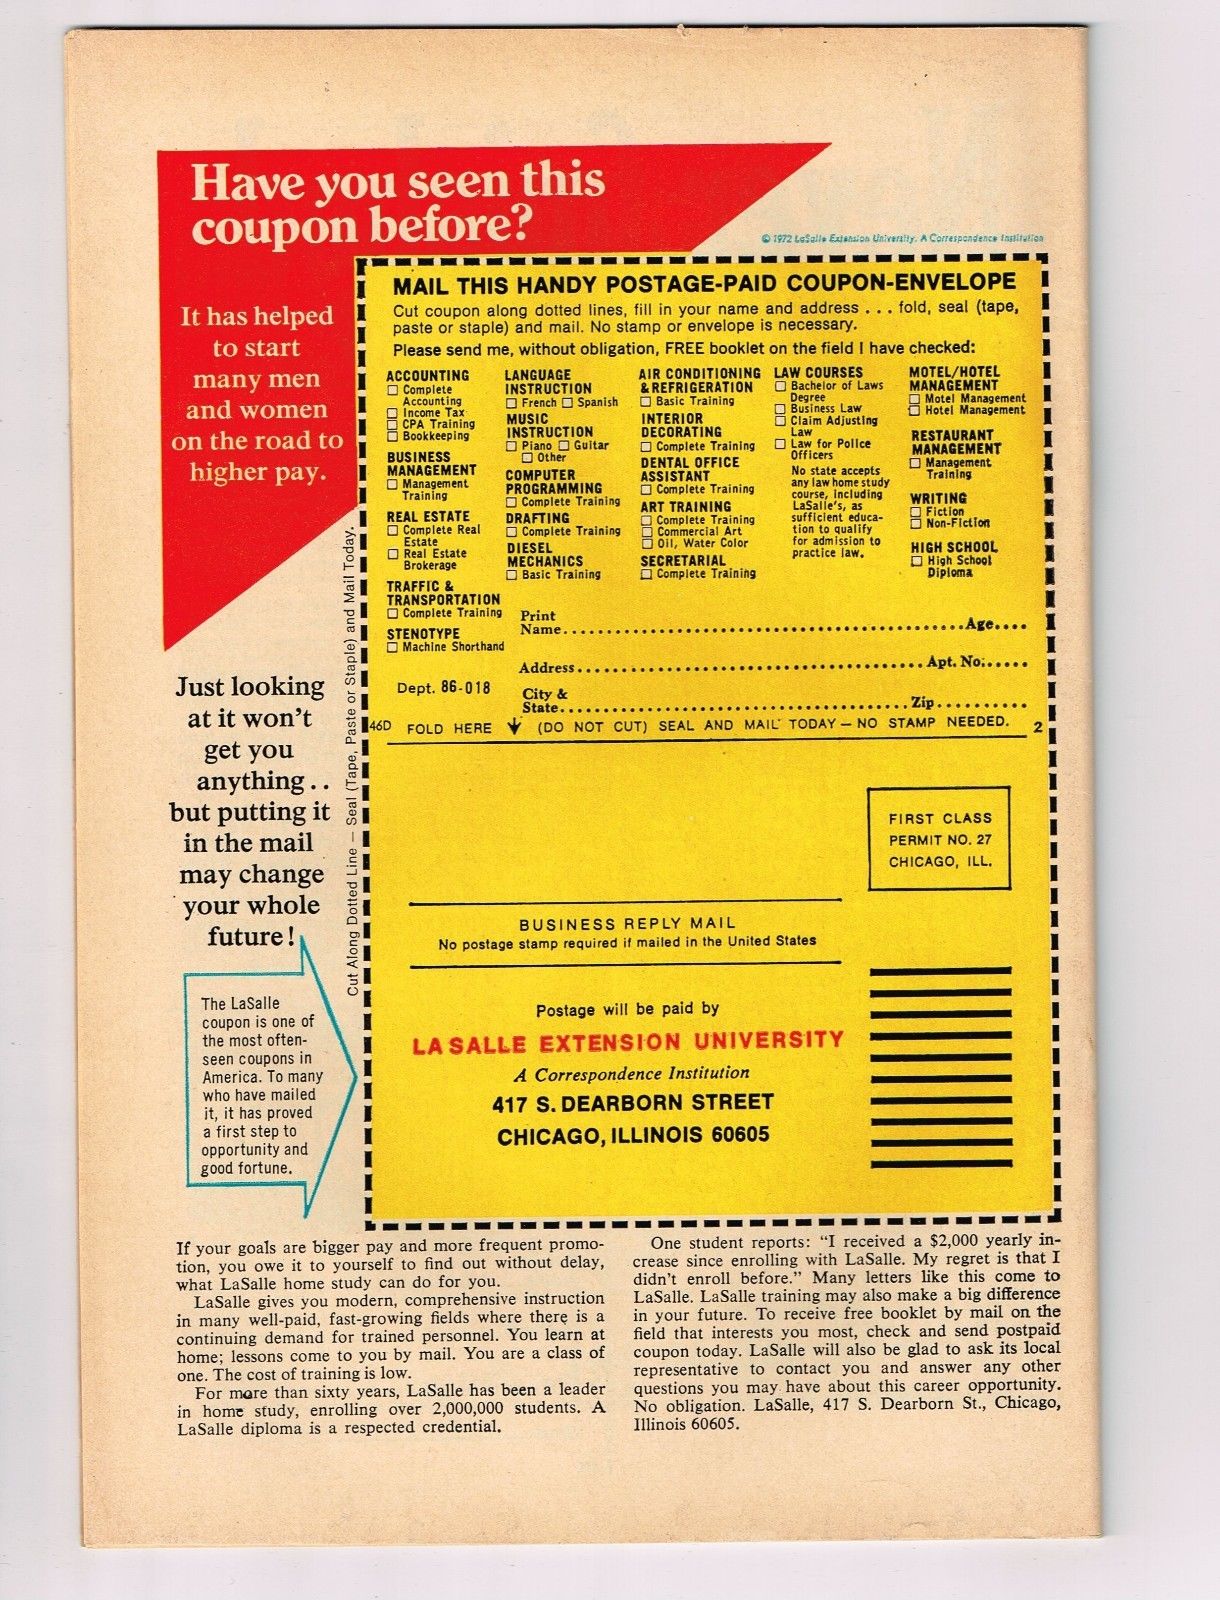 Have you seen this
coupon before?
© 1972 LaSalle Extension University. A Correspondence Institution
It has helped
to start
many men
and women
on the road to
higher pay.
Just looking
at it won't
get you
anything..
but putting it
in the mail
may change
your whole
future!
The LaSalle
coupon is one of
the most often-
seen coupons in
America. To many
who have mailed
it, it has proved
a first step to
opportunity and
good fortune.
Cut Along Dotted Line — Seal (Tape, Paste or Staple) and Mail Today.
MAIL THIS HANDY POSTAGE-PAID COUPON-ENVELOPE
Cut coupon along dotted lines, fill in your name and address . . . fold, seal (tape,
paste or staple) and mail. No stamp or envelope is necessary.
Please send me, without obligation, FREE booklet on the field I have checked:
ACCOUNTING
☐ Complete
Accounting
☐ Income Tax
☐ CPA Training
☐ Bookkeeping
BUSINESS
MANAGEMENT
☐ Management
Training
REAL ESTATE
☐ Complete Real
Estate
☐ Real Estate
Brokerage
TRAFFIC &
TRANSPORTATION
☐ Complete Training
STENOTYPE
☐ Machine Shorthand
LANGUAGE
INSTRUCTION
☐ French ☐ Spanish
MUSIC
INSTRUCTION
☐ Piano ☐ Guitar
☐ Other
COMPUTER
PROGRAMMING
☐ Complete Training
DRAFTING
☐ Complete Training
DIESEL
MECHANICS
☐ Basic Training
AIR CONDITIONING
& REFRIGERATION
☐ Basic Training
INTERIOR
DECORATING
☐ Complete Training
DENTAL OFFICE
ASSISTANT
☐ Complete Training
ART TRAINING
☐ Complete Training
☐ Commercial Art
☐ Oil, Water Color
SECRETARIAL
☐ Complete Training
LAW COURSES
☐ Bachelor of Laws
Degree
☐ Business Law
☐ Claim Adjusting
Law
☐ Law for Police
Officers
No state accepts
any law home study
course, including
LaSalle's, as
sufficient educa-
tion to qualify
for admission to
practice law.
MOTEL/HOTEL
MANAGEMENT
☐ Motel Management
☐ Hotel Management
RESTAURANT
MANAGEMENT
☐ Management
Training
WRITING
☐ Fiction
☐ Non-Fiction
HIGH SCHOOL
☐ High School
Diploma
Print
Name.....Age....
Address.....Apt. No......
Dept. 86-018
City &
State.....Zip.....
46D FOLD HERE ↓ (DO NOT CUT) SEAL AND MAIL TODAY — NO STAMP NEEDED. 2
FIRST CLASS
PERMIT NO. 27
CHICAGO, ILL.
BUSINESS REPLY MAIL
No postage stamp required if mailed in the United States
Postage will be paid by
LA SALLE EXTENSION UNIVERSITY
A Correspondence Institution
417 S. DEARBORN STREET
CHICAGO, ILLINOIS 60605
If your goals are bigger pay and more frequent promo-
tion, you owe it to yourself to find out without delay,
what LaSalle home study can do for you.
LaSalle gives you modern, comprehensive instruction
in many well-paid, fast-growing fields where there is a
continuing demand for trained personnel. You learn at
home; lessons come to you by mail. You are a class of
one. The cost of training is low.
For more than sixty years, LaSalle has been a leader
in home study, enrolling over 2,000,000 students. A
LaSalle diploma is a respected credential.
One student reports: "I received a $2,000 yearly in-
crease since enrolling with LaSalle. My regret is that I
didn't enroll before." Many letters like this come to
LaSalle. LaSalle training may also make a big difference
in your future. To receive free booklet by mail on the
field that interests you most, check and send postpaid
coupon today. LaSalle will also be glad to ask its local
representative to contact you and answer any other
questions you may have about this career opportunity.
No obligation. LaSalle, 417 S. Dearborn St., Chicago,
Illinois 60605.